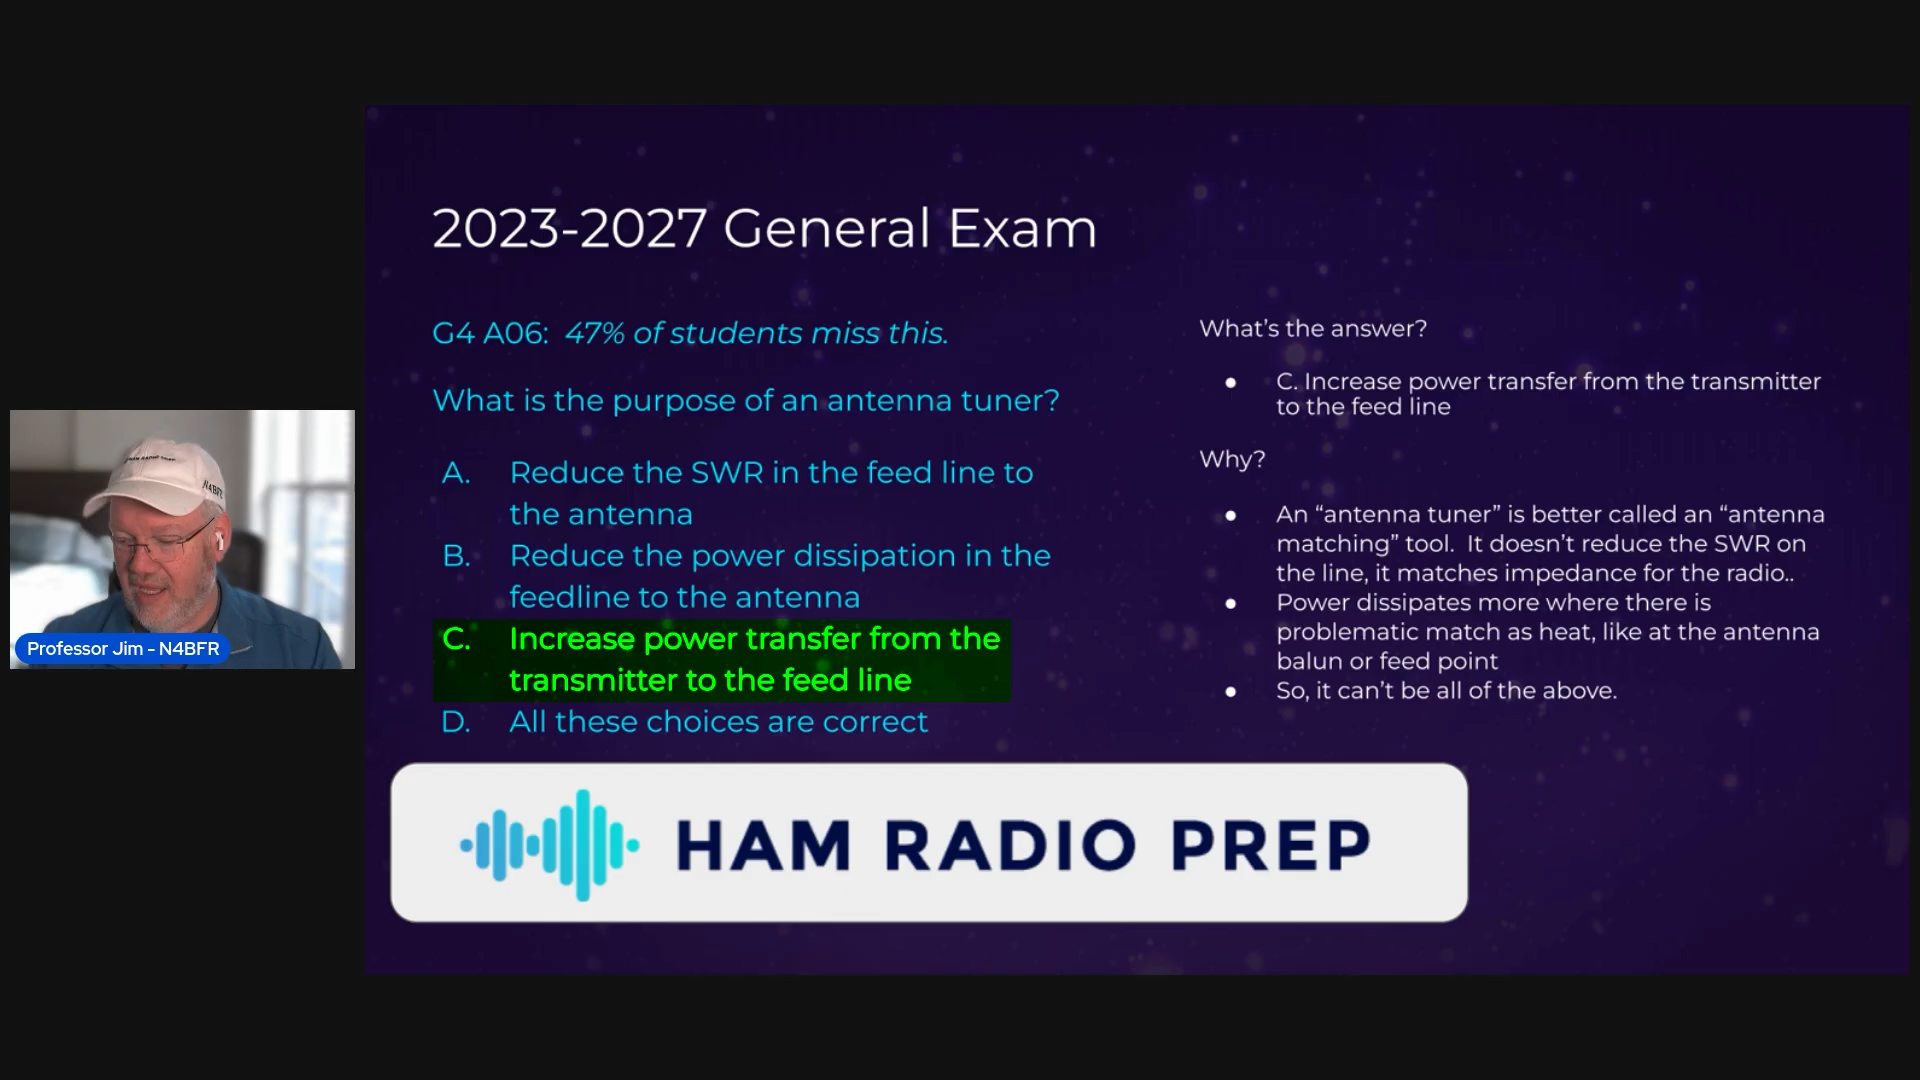 2023-2027 General Exam
G4 A06: 47% of students miss this.
What is the purpose of an antenna tuner?
A. Reduce the SWR in the feed line to
the antenna
B. Reduce the power dissipation in the
feedline to the antenna
C. Increase power transfer from the
transmitter to the feed line
D. All these choices are correct
What's the answer?
● C. Increase power transfer from the transmitter
to the feed line
Why?
● An “antenna tuner” is better called an “antenna
matching” tool. It doesn't reduce the SWR on
the line, it matches impedance for the radio..
● Power dissipates more where there is
problematic match as heat, like at the antenna
balun or feed point
● So, it can't be all of the above.
HAM RADIO PREP
HAM RADIO PREP
N4BFR
Professor Jim - N4BFR